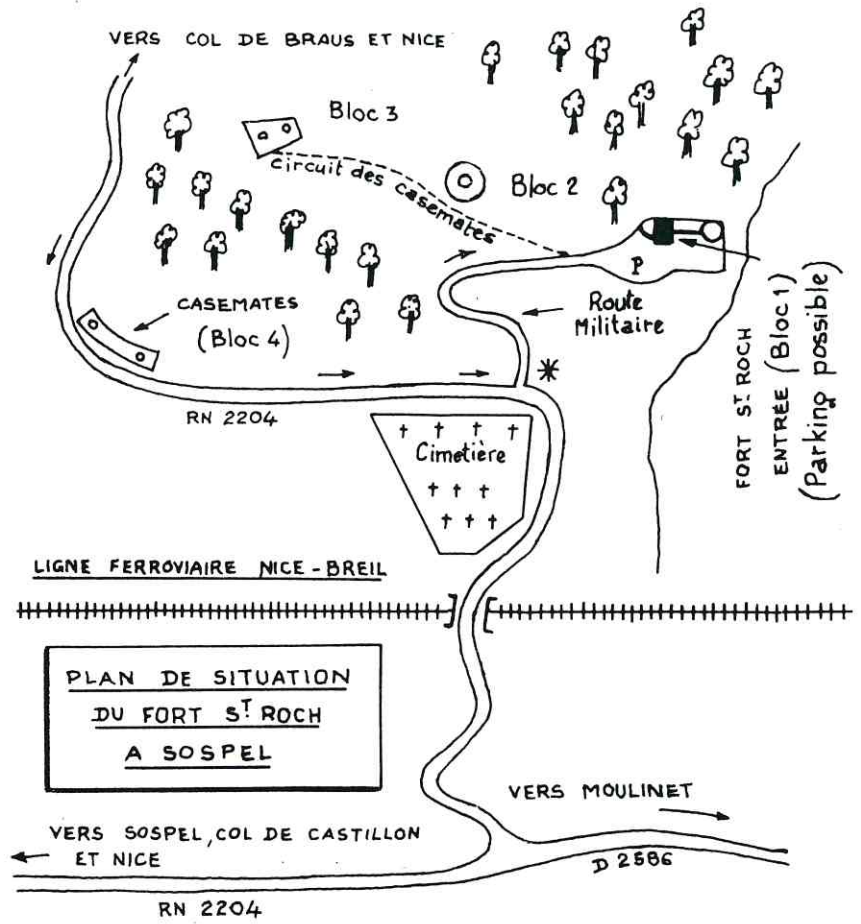 VERS COL DE BRAUS ET NICE
Bloc 3
circuit des casemates
Bloc 2
P
CASEMATES
(Bloc 4)
Route
Militaire
FORT ST ROCH
ENTRÉE (Bloc 1)
(Parking possible)
RN 2204
Cimetière
LIGNE FERROVIAIRE NICE - BREIL
PLAN DE SITUATION
DU FORT ST ROCH
A SOSPEL
VERS MOULINET
VERS SOSPEL, COL DE CASTILLON
ET NICE
D 2586
RN 2204